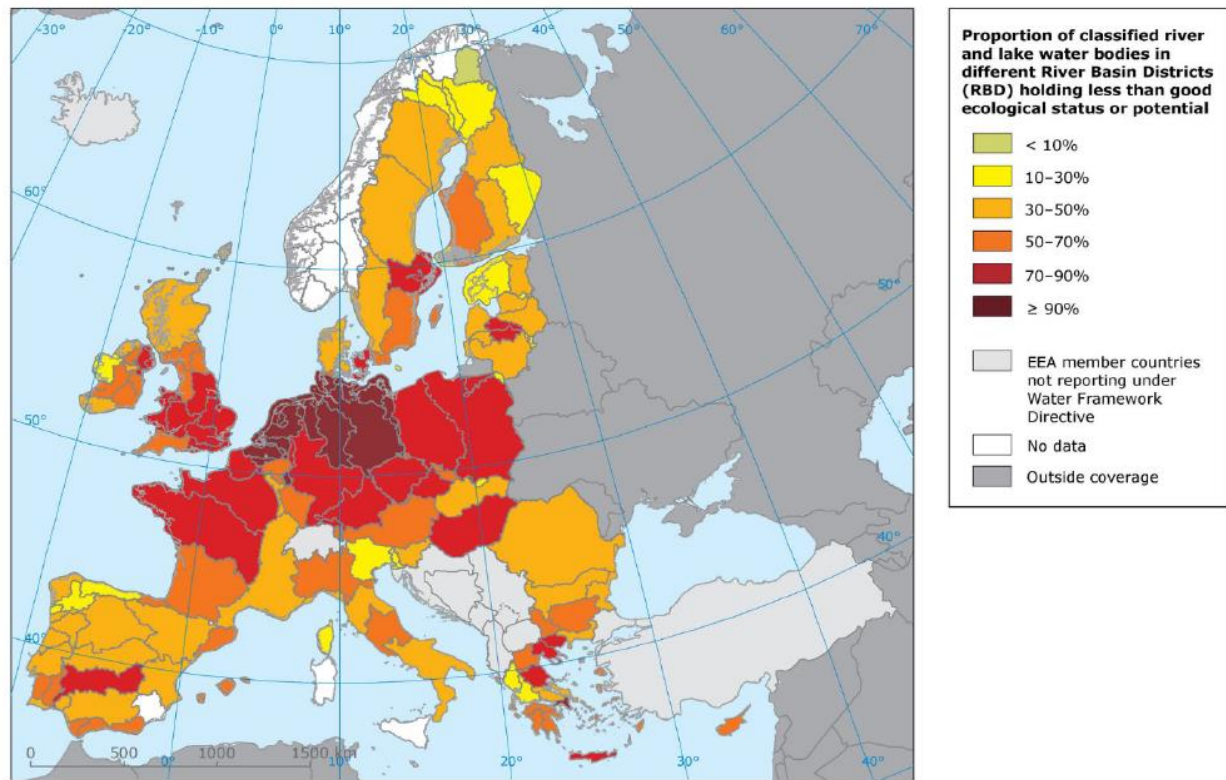 -30°
-20°
-10°
0°
10°
20°
30°
40°
50°
60°
70°
60°
50°
60°
50°
40°
50°
40°
0 500 1000 1500 km
0°
10°
20°
30°
40°
Proportion of classified river
and lake water bodies in
different River Basin Districts
(RBD) holding less than good
ecological status or potential
< 10%
10–30%
30–50%
50–70%
70–90%
≥ 90%
EEA member countries
not reporting under
Water Framework
Directive
No data
Outside coverage